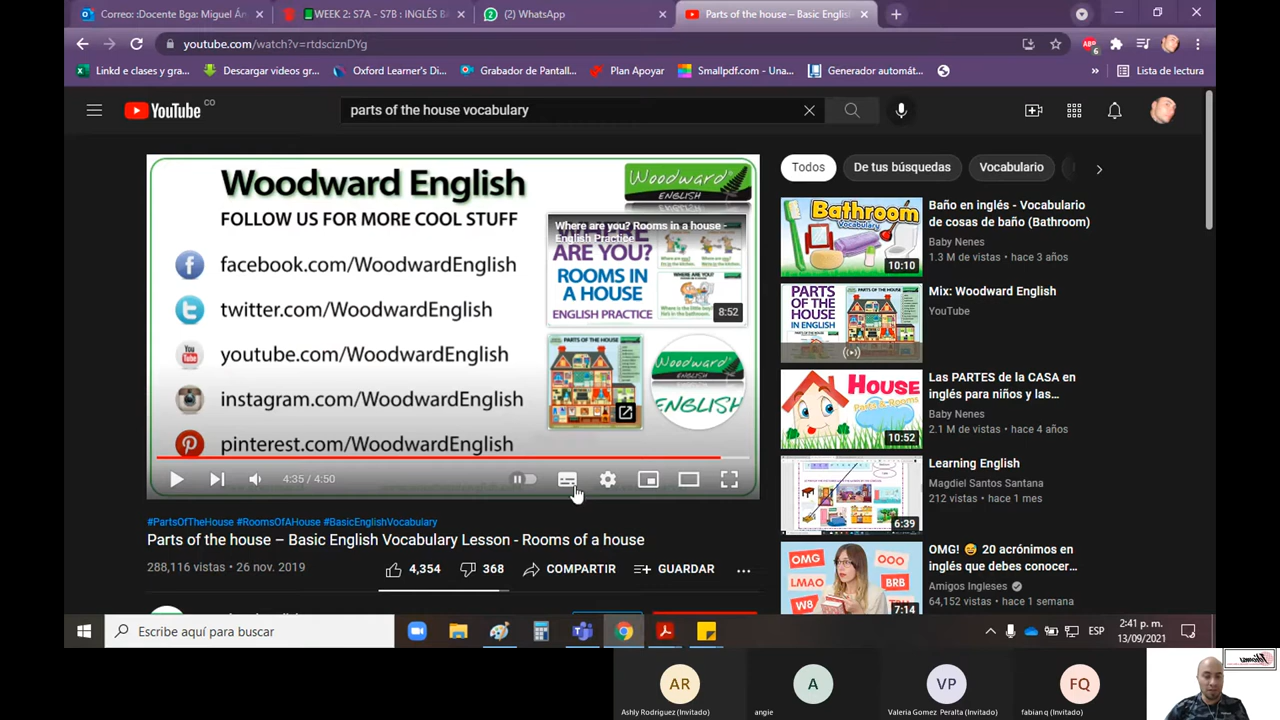 Correo: :Docente Bga: Miguel Án
WEEK 2: S7A - S7B : INGLÉS B
(2) WhatsApp
Parts of the house – Basic Englis
youtube.com/watch?v=rtdsciznDYg
Linkd e clases y gra...
Descargar videos gr...
Oxford Learner's Di...
Grabador de Pantall...
Plan Apoyar
Smallpdf.com - Una...
Generador automát...
Lista de lectura
YouTube CO
parts of the house vocabulary
Woodward English
FOLLOW US FOR MORE COOL STUFF
facebook.com/WoodwardEnglish
twitter.com/WoodwardEnglish
youtube.com/WoodwardEnglish
instagram.com/WoodwardEnglish
pinterest.com/WoodwardEnglish
Woodward
ENGLISH
Where are you? Rooms in a house -
English Practice
ARE YOU?
ROOMS IN
A HOUSE
ENGLISH PRACTICE
8:52
PARTS OF THE HOUSE
Woodward
ENGLISH
4:35 / 4:50
#PartsOfTheHouse #RoomsOfAHouse #BasicEnglishVocabulary
Parts of the house – Basic English Vocabulary Lesson - Rooms of a house
288,116 vistas • 26 nov. 2019
4,354
368
COMPARTIR
GUARDAR
Todos
De tus búsquedas
Vocabulario
Bathroom
Vocabulary
10:10
Baño en inglés - Vocabulario
de cosas de baño (Bathroom)
Baby Nenes
1.3 M de vistas • hace 3 años
PARTS
OF THE
HOUSE
IN ENGLISH
Mix: Woodward English
YouTube
HOUSE
Parts & Rooms
10:52
Las PARTES de la CASA en
inglés para niños y las...
Baby Nenes
2.1 M de vistas • hace 4 años
6:39
Learning English
Magdiel Santos Santana
212 vistas • hace 1 mes
OMG
OOO
LMAO
BRB
W8
7:14
OMG! 😅 20 acrónimos en
inglés que debes conocer...
Amigos Ingleses
64,152 vistas • hace 1 semana
Escribe aquí para buscar
ESP
2:41 p. m.
13/09/2021
AR
Ashly Rodriguez (Invitado)
A
angie
VP
Valeria Gomez Peralta (Invitado)
FQ
fabian q (Invitado)